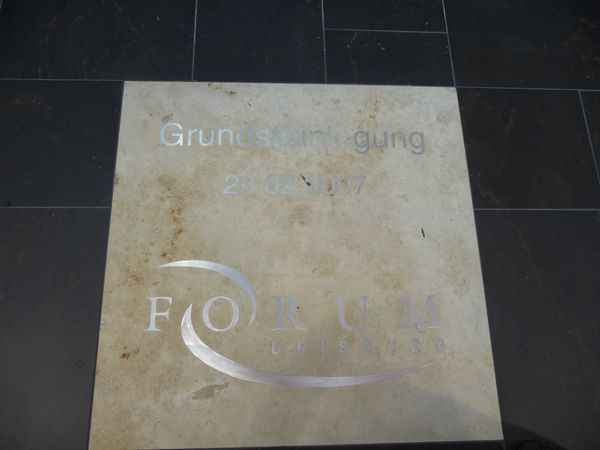 Grundsteinlegung
23.02.2007
FORUM
DUISBURG